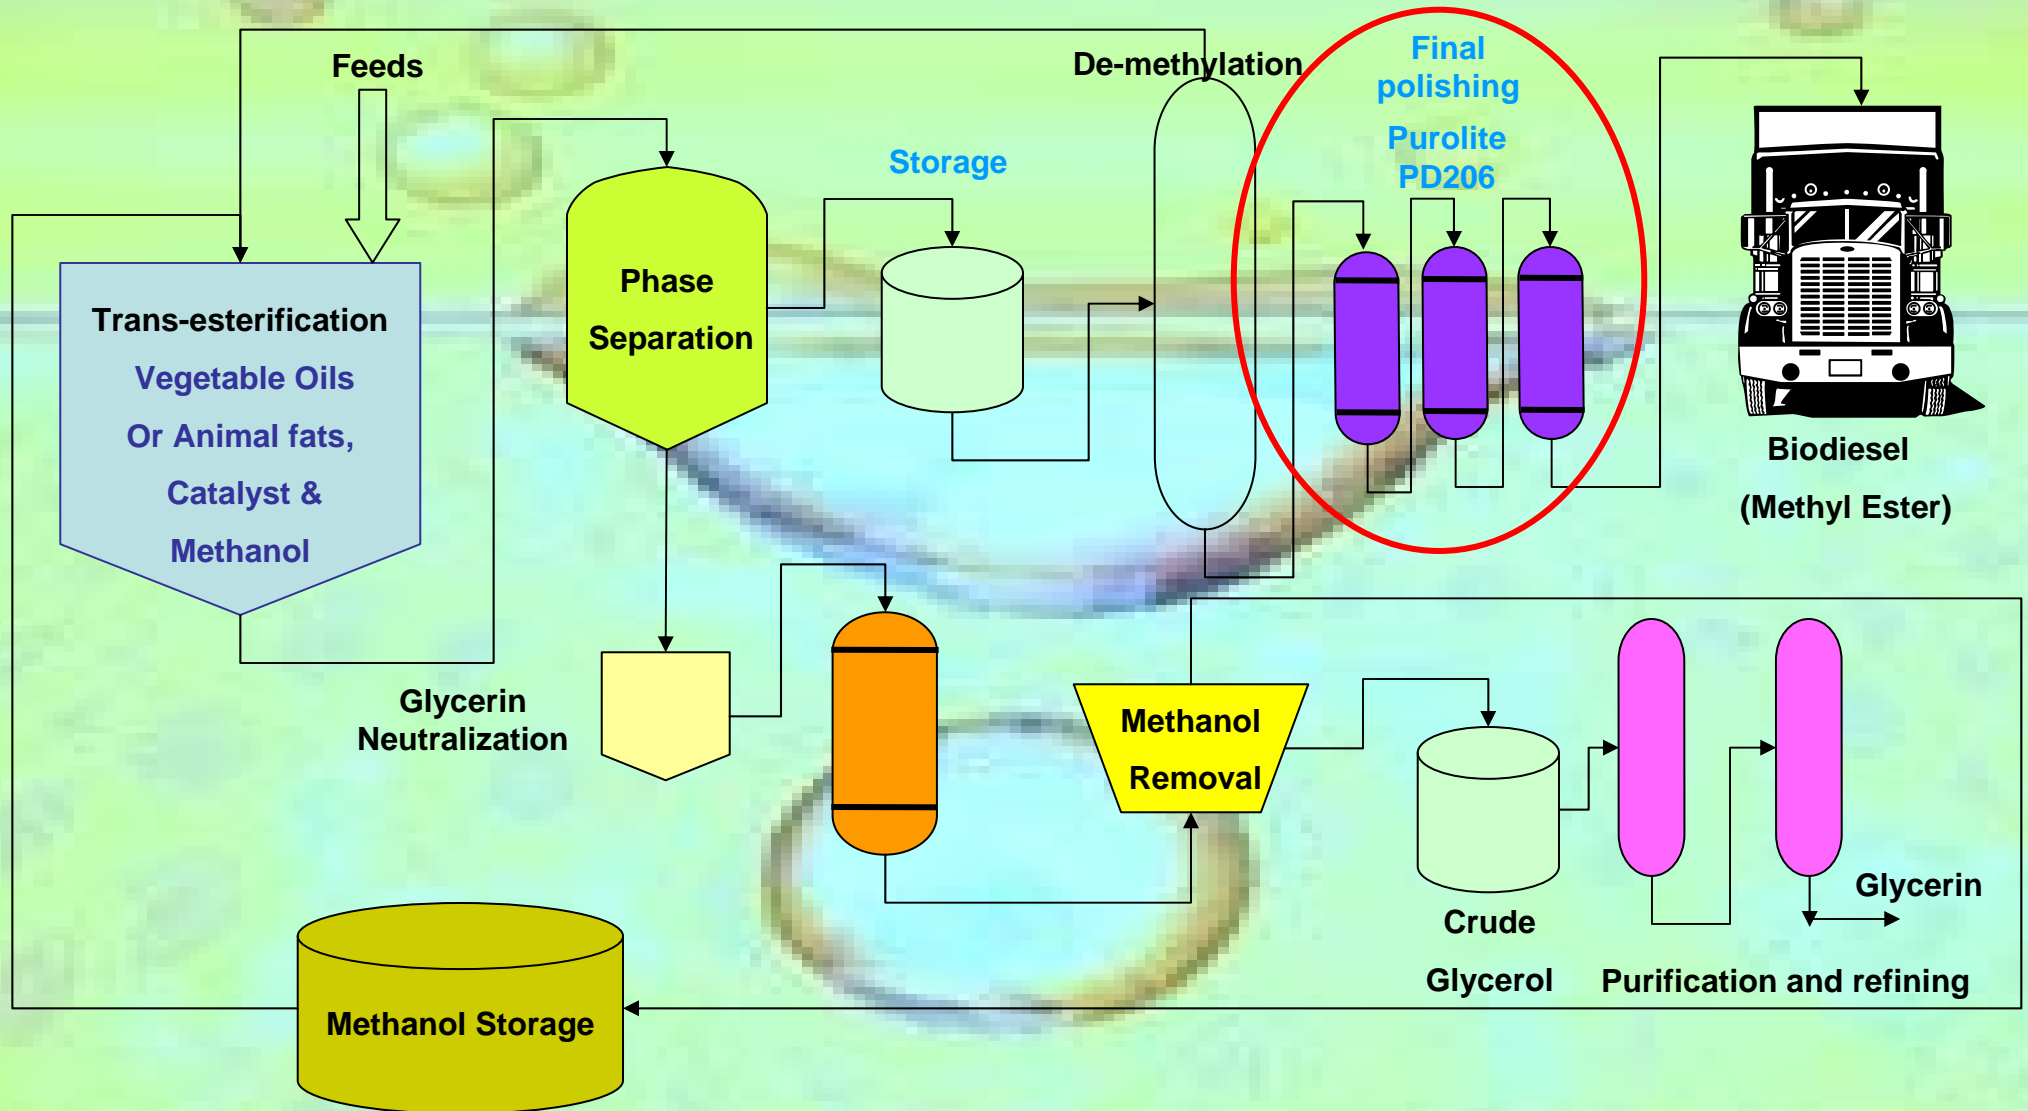 Feeds
De-methylation
Final
polishing
Purolite
PD206
Storage
Phase
Separation
Trans-esterification
Vegetable Oils
Or Animal fats,
Catalyst &
Methanol
Biodiesel
(Methyl Ester)
Glycerin
Neutralization
Methanol
Removal
Crude
Glycerol
Glycerin
Purification and refining
Methanol Storage